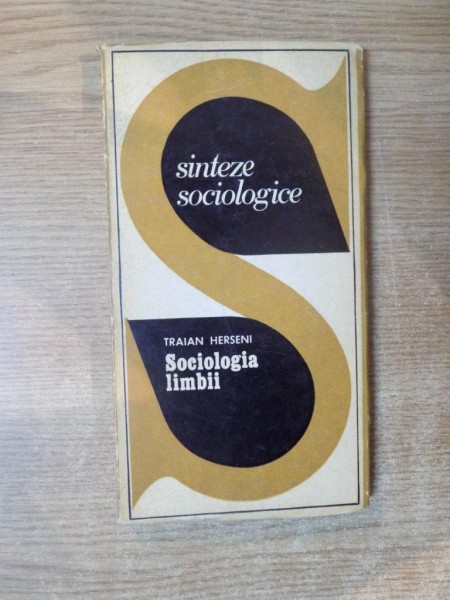 sinteze
sociologice
TRAIAN HERSENI
Sociologia
limbii